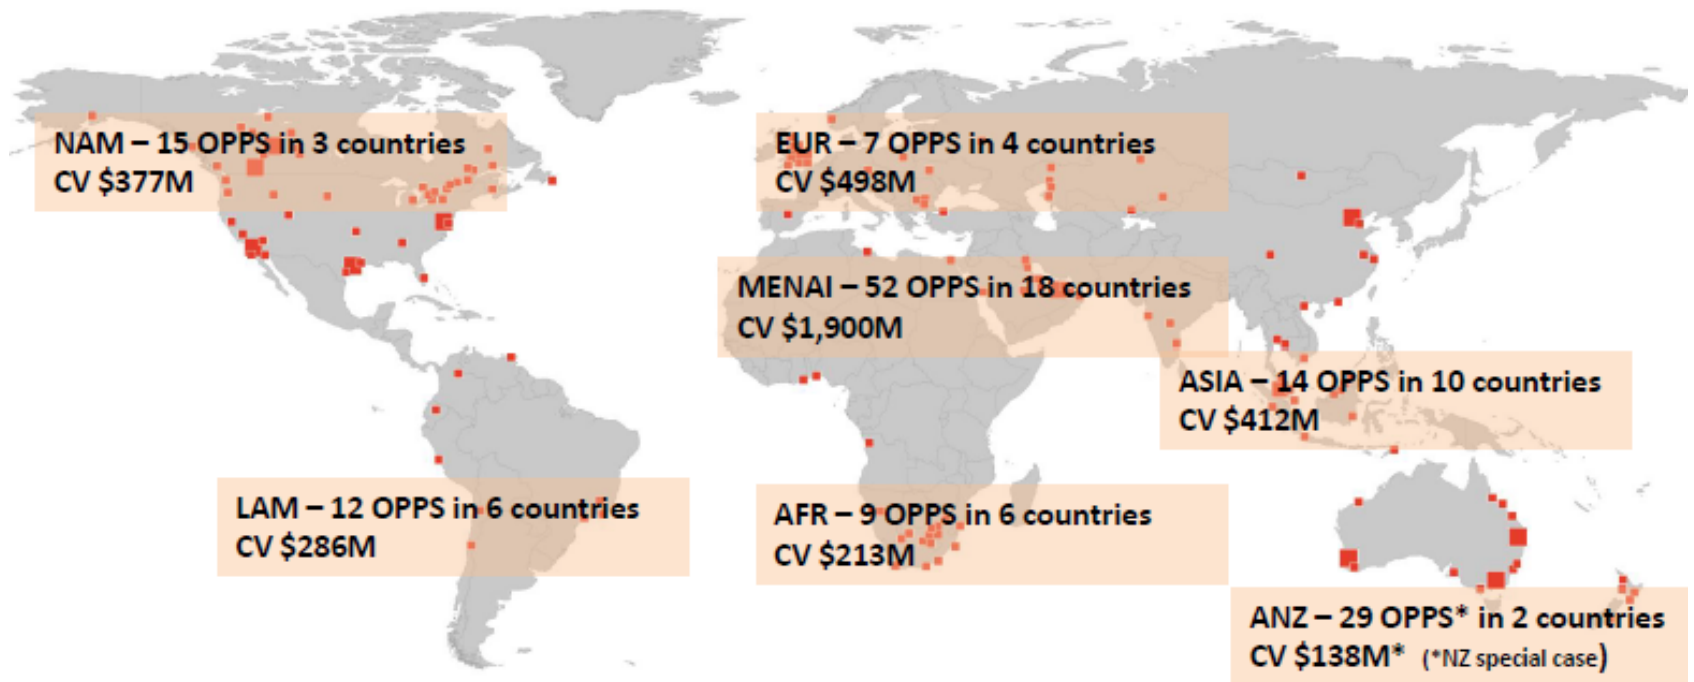 NAM – 15 OPPS in 3 countries
CV $377M
EUR – 7 OPPS in 4 countries
CV $498M
MENAI – 52 OPPS in 18 countries
CV $1,900M
ASIA – 14 OPPS in 10 countries
CV $412M
LAM – 12 OPPS in 6 countries
CV $286M
AFR – 9 OPPS in 6 countries
CV $213M
ANZ – 29 OPPS* in 2 countries
CV $138M* (*NZ special case)